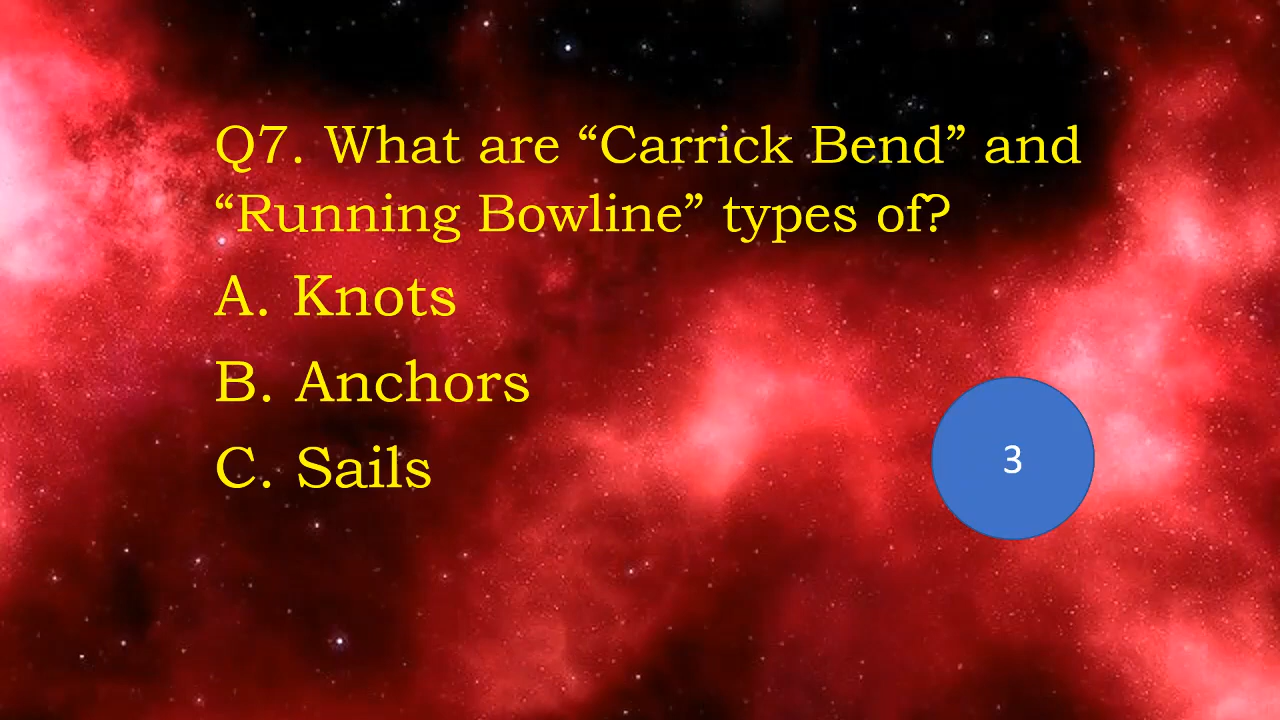 Q7. What are “Carrick Bend” and
“Running Bowline” types of?
A. Knots
B. Anchors
C. Sails
3